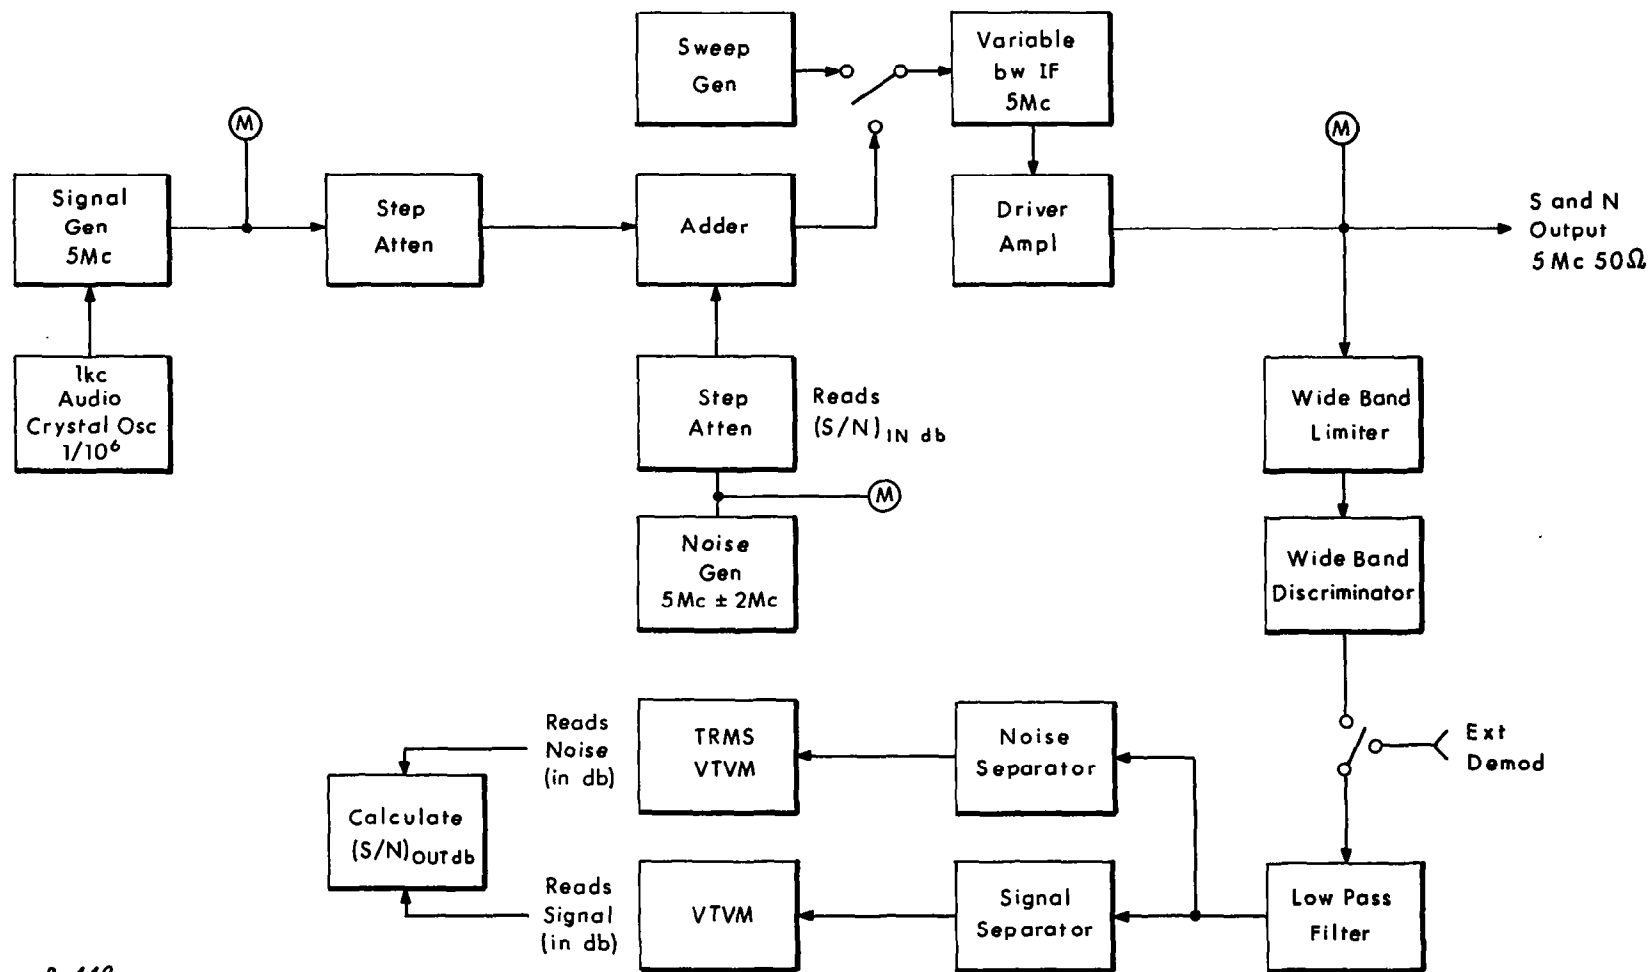 Sweep
Gen
Variable
bw IF
5Mc
M
M
Signal
Gen
5Mc
Step
Atten
Adder
Driver
Ampl
S and N
Output
5 Mc 50Ω
1kc
Audio
Crystal Osc
1/10⁶
Step
Atten
Reads
(S/N)IN db
M
Wide Band
Limiter
Noise
Gen
5Mc ± 2Mc
Wide Band
Discriminator
Ext
Demod
Reads
Noise
(in db)
TRMS
VTVM
Noise
Separator
Calculate
(S/N)OUT db
Reads
Signal
(in db)
VTVM
Signal
Separator
Low Pass
Filter